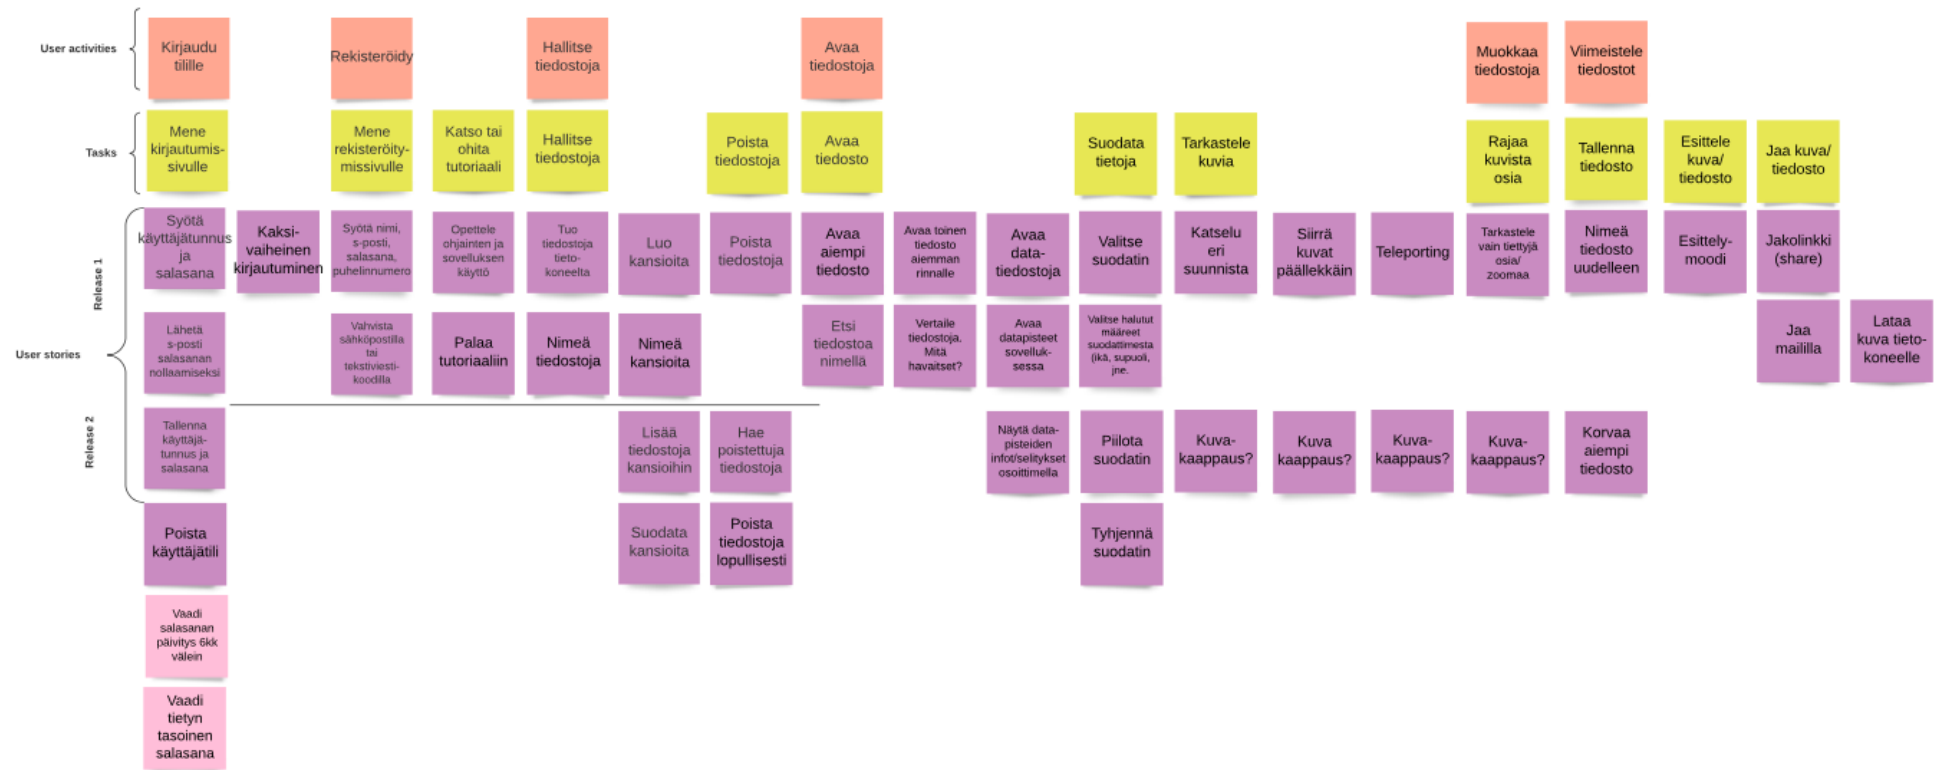 User activities
Kirjaudu
tilille
Rekisteröidy
Hallitse
tiedostoja
Avaa
tiedostoja
Muokkaa
tiedostoja
Viimeistele
tiedostot
Tasks
Mene
kirjautumis-
sivulle
Mene
rekisteröity-
missivulle
Katso tai
ohita
tutoriaali
Hallitse
tiedostoja
Poista
tiedostoja
Avaa
tiedosto
Suodata
tietoja
Tarkastele
kuvia
Rajaa
kuvista
osia
Tallenna
tiedosto
Esittele
kuva/
tiedosto
Jaa kuva/
tiedosto
User stories
Release 1
Syötä
käyttäjätunnus
ja
salasana
Kaksi-
vaiheinen
kirjautuminen
Syötä nimi,
s-posti,
salasana,
puhelinnumero
Opettele
ohjainten ja
sovelluksen
käyttö
Tuo
tiedostoja
tieto-
koneelta
Luo
kansioita
Poista
tiedostoja
Avaa
aiempi
tiedosto
Avaa toinen
tiedosto
aiemman
rinnalle
Avaa
data-
tiedostoja
Valitse
suodatin
Katselu
eri
suunnista
Siirrä
kuvat
päällekkäin
Teleporting
Tarkastele
vain tiettyjä
osia/
zoomaa
Nimeä
tiedosto
uudelleen
Esittely-
moodi
Jakolinkki
(share)
Lähetä
s-posti
salasanan
nollaamiseksi
Vahvista
sähköpostilla
tai
tekstiviesti-
koodilla
Palaa
tutoriaaliin
Nimeä
tiedostoja
Nimeä
kansioita
Etsi
tiedostoa
nimellä
Vertaile
tiedostoja.
Mitä
havaitset?
Avaa
datapisteet
sovelluk-
sessa
Valitse halutut
määreet
suodattimesta
(ikä, supuoli,
jne.
Jaa
maililla
Lataa
kuva tieto-
koneelle
Release 2
Tallenna
käyttäjä-
tunnus ja
salasana
Lisää
tiedostoja
kansioihin
Hae
poistettuja
tiedostoja
Näytä data-
pisteiden
infot/selitykset
osoittimella
Piilota
suodatin
Kuva-
kaappaus?
Kuva
kaappaus?
Kuva-
kaappaus?
Kuva-
kaappaus?
Korvaa
aiempi
tiedosto
Poista
käyttäjätili
Suodata
kansioita
Poista
tiedostoja
lopullisesti
Tyhjennä
suodatin
Vaadi
salasanan
päivitys 6kk
välein
Vaadi
tietyn
tasoinen
salasana